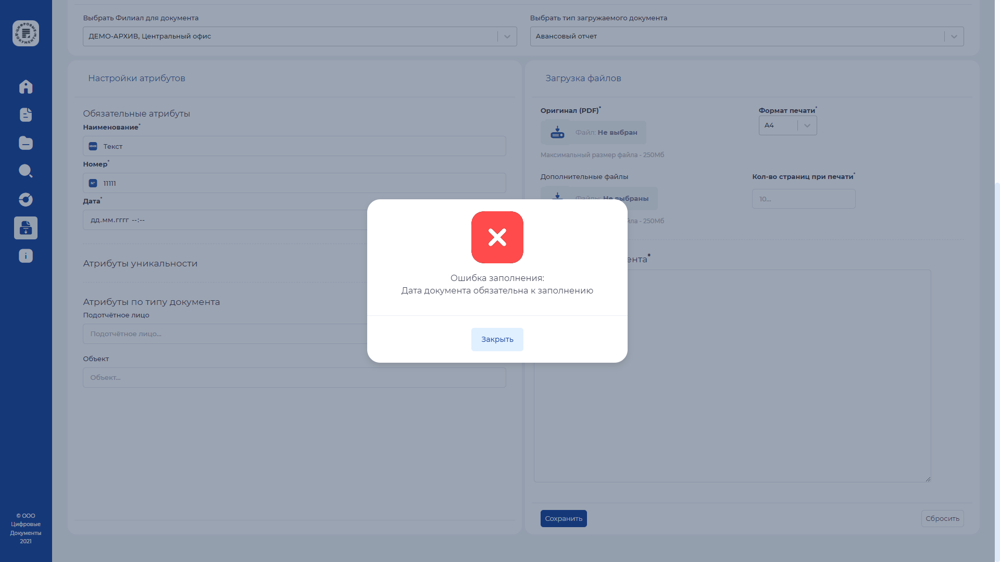 ЦИФРОВЫЕ ДОКУМЕНТЫ
Выбрать Филиал для документа
ДЕМО-АРХИВ, Центральный офис
Выбрать тип загружаемого документа
Авансовый отчет
Настройки атрибутов
Обязательные атрибуты
Наименование*
ИМЯ Текст
Номер*
N° 11111
Дата*
дд.мм.гггг --:--
Атрибуты уникальности
Атрибуты по типу документа
Подотчётное лицо
Подотчётное лицо...
Объект
Объект...
Загрузка файлов
Оригинал (PDF)*
Файл: Не выбран
Максимальный размер файла - 250Мб
Формат печати*
A4
Дополнительные файлы
Файлы: Не выбраны
йла - 250Мб
Кол-во страниц при печати*
10...
ента*
Ошибка заполнения:
Дата документа обязательна к заполнению
Закрыть
Сохранить
Сбросить
© ООО
Цифровые
Документы
2021